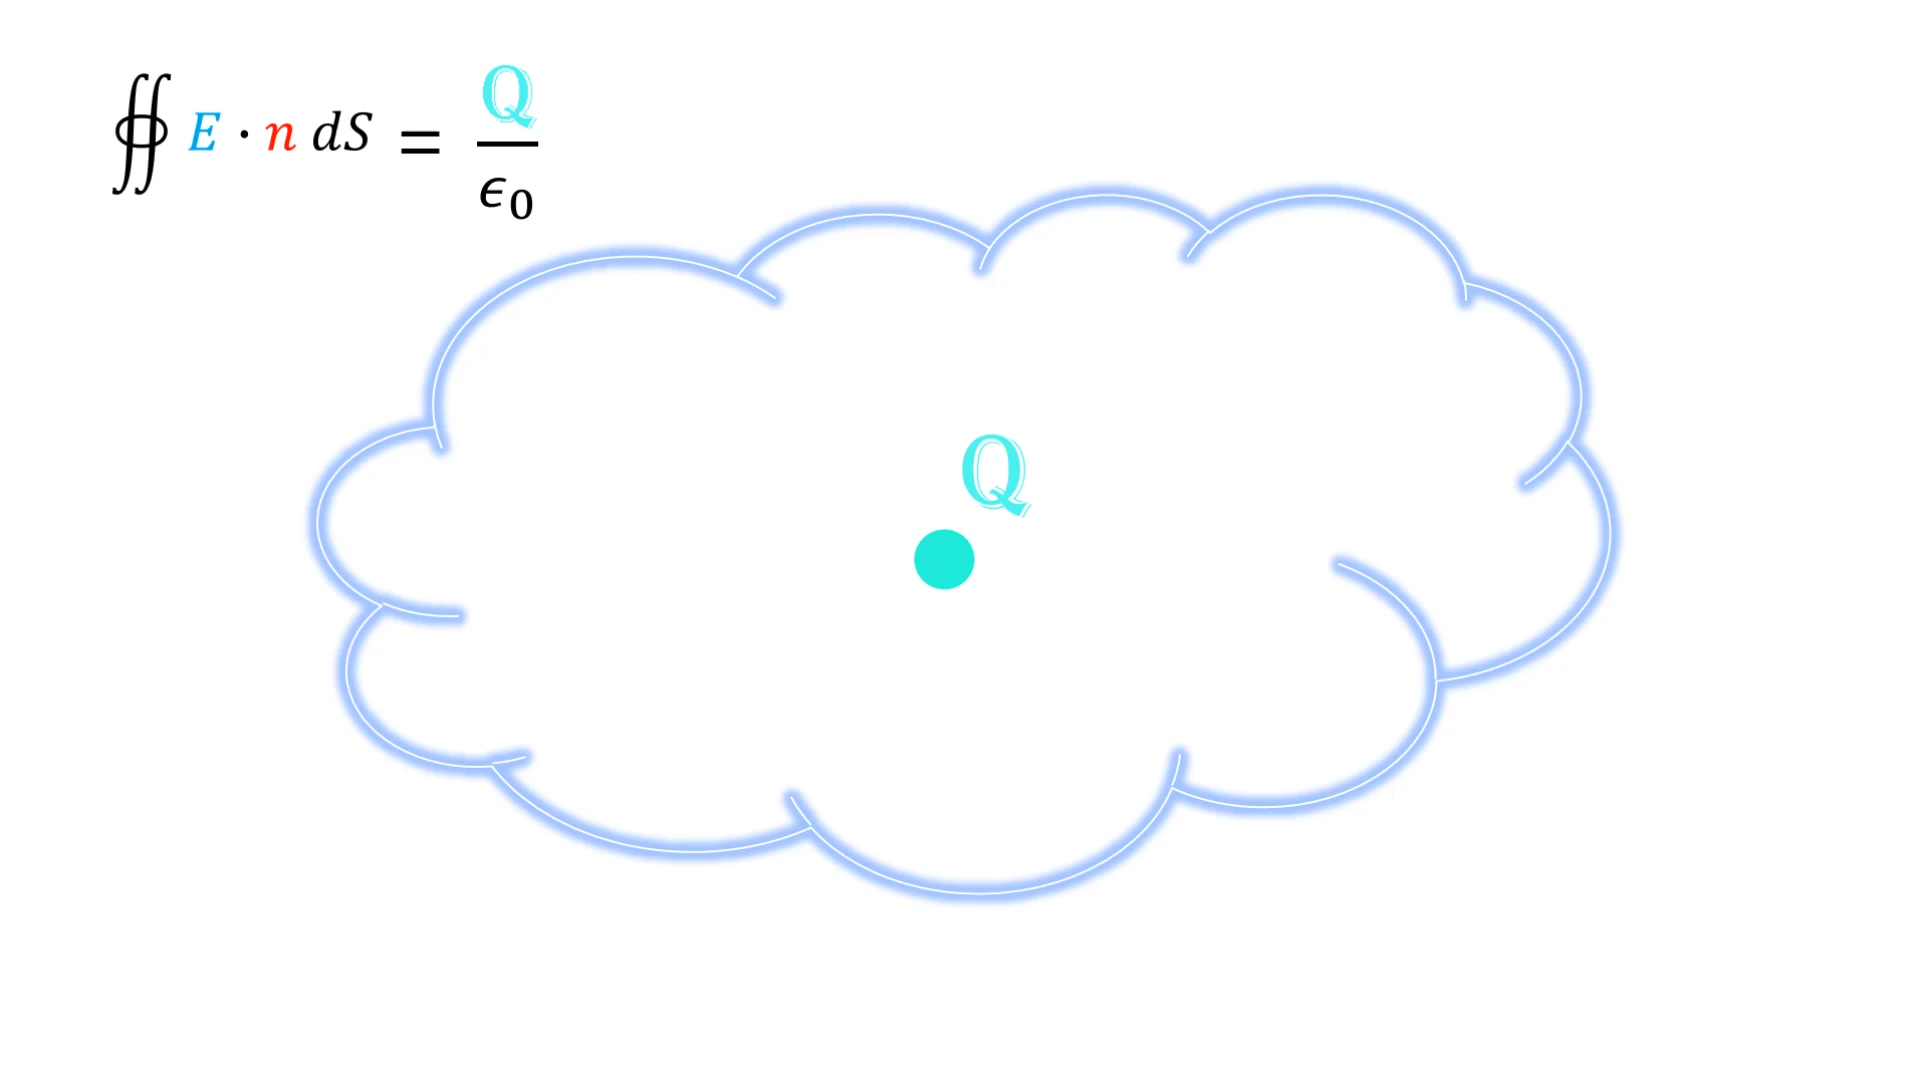 ∯ E · n dS = Q/ϵ₀
Q